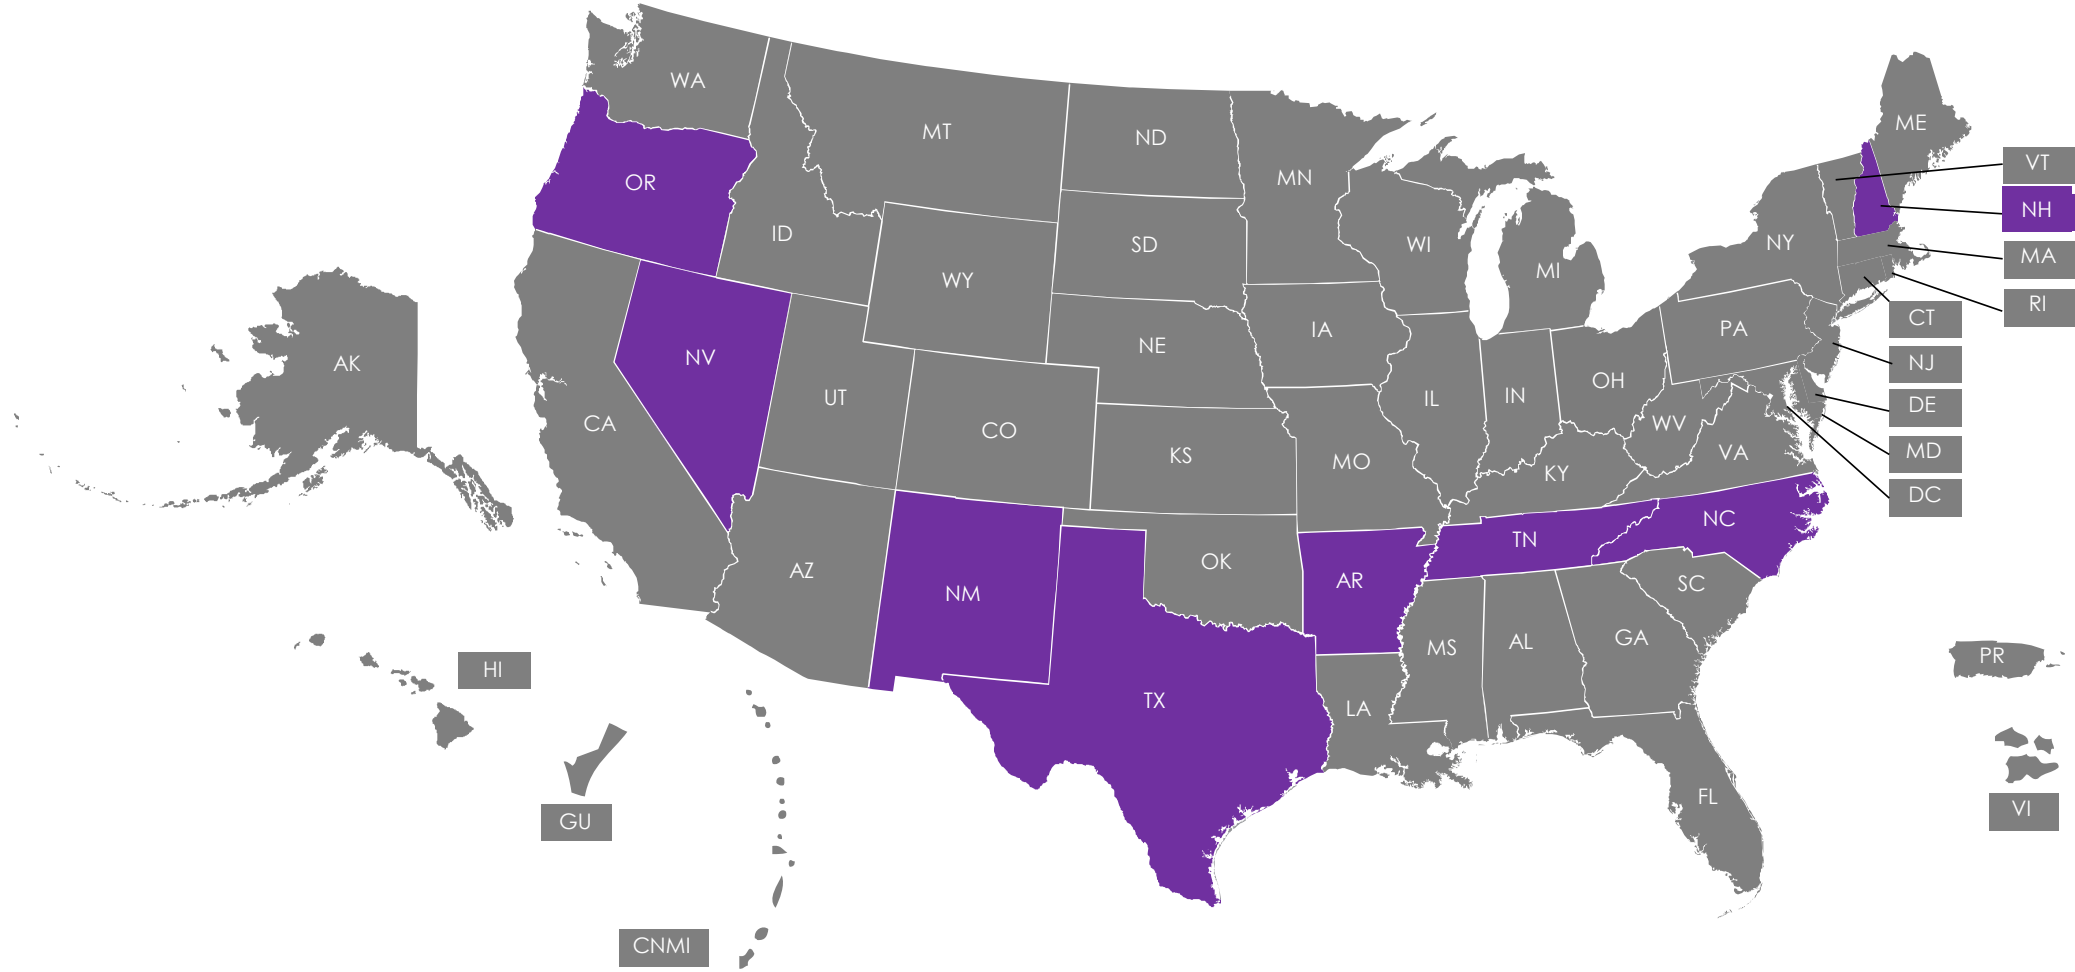 WA
MT
ND
MN
ME
VT
OR
NH
ID
SD
WI
MI
NY
MA
WY
RI
CT
IA
PA
NE
NV
NJ
AK
UT
OH
IL
IN
DE
CA
CO
WV
KS
MO
KY
VA
MD
DC
NC
TN
OK
AZ
AR
NM
SC
GA
AL
MS
PR
HI
TX
LA
FL
VI
GU
CNMI